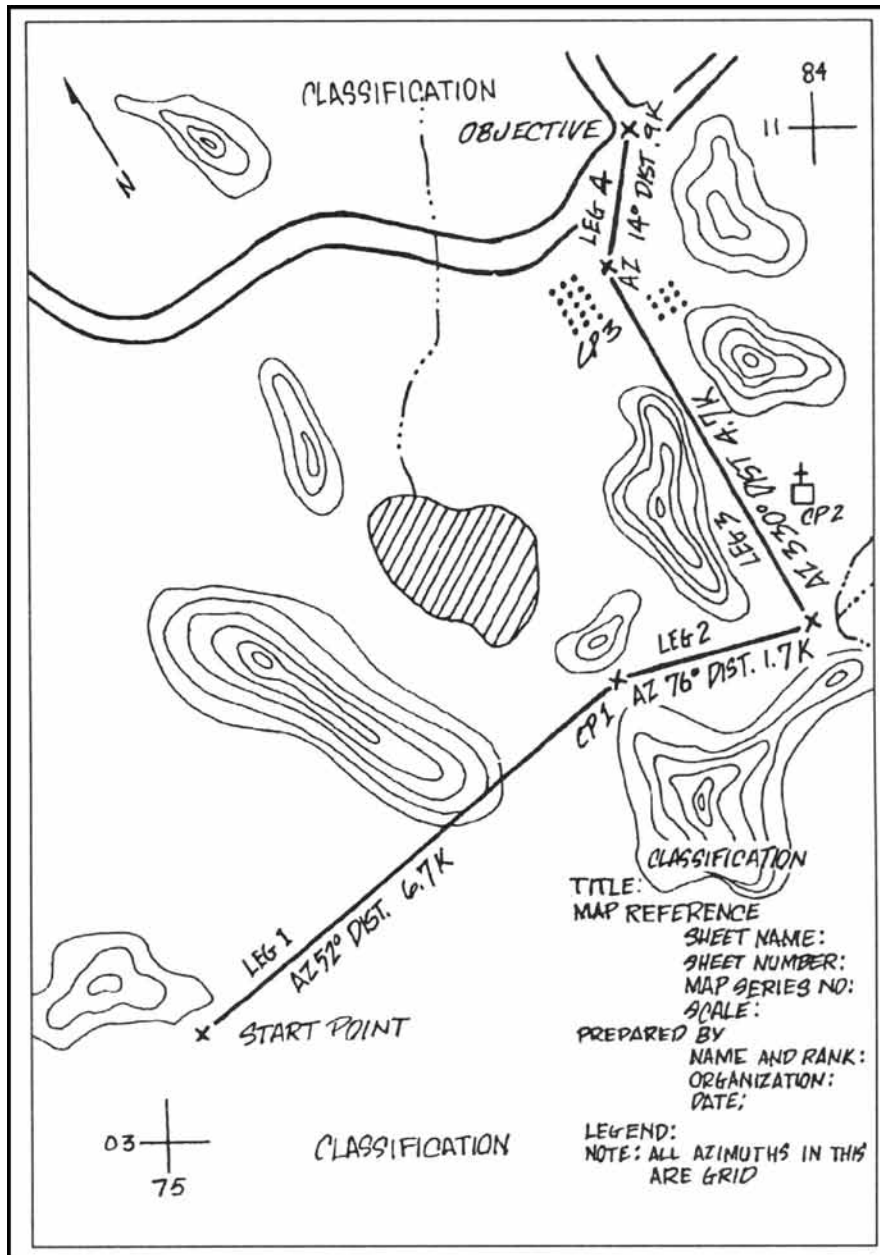 84
CLASSIFICATION
11
OBJECTIVE
LEG 4
AZ 14° DIST .9K
N
CP3
LEG 3
AZ 330° DIST 4.7K
CP2
LEG 2
AZ 76° DIST. 1.7K
CP1
LEG 1
AZ 52° DIST. 6.7K
START POINT
CLASSIFICATION
TITLE:
MAP REFERENCE
SHEET NAME:
SHEET NUMBER:
MAP SERIES NO:
SCALE:
PREPARED BY
NAME AND RANK:
ORGANIZATION:
DATE;
LEGEND:
NOTE: ALL AZIMUTHS IN THIS
ARE GRID
03
75
CLASSIFICATION